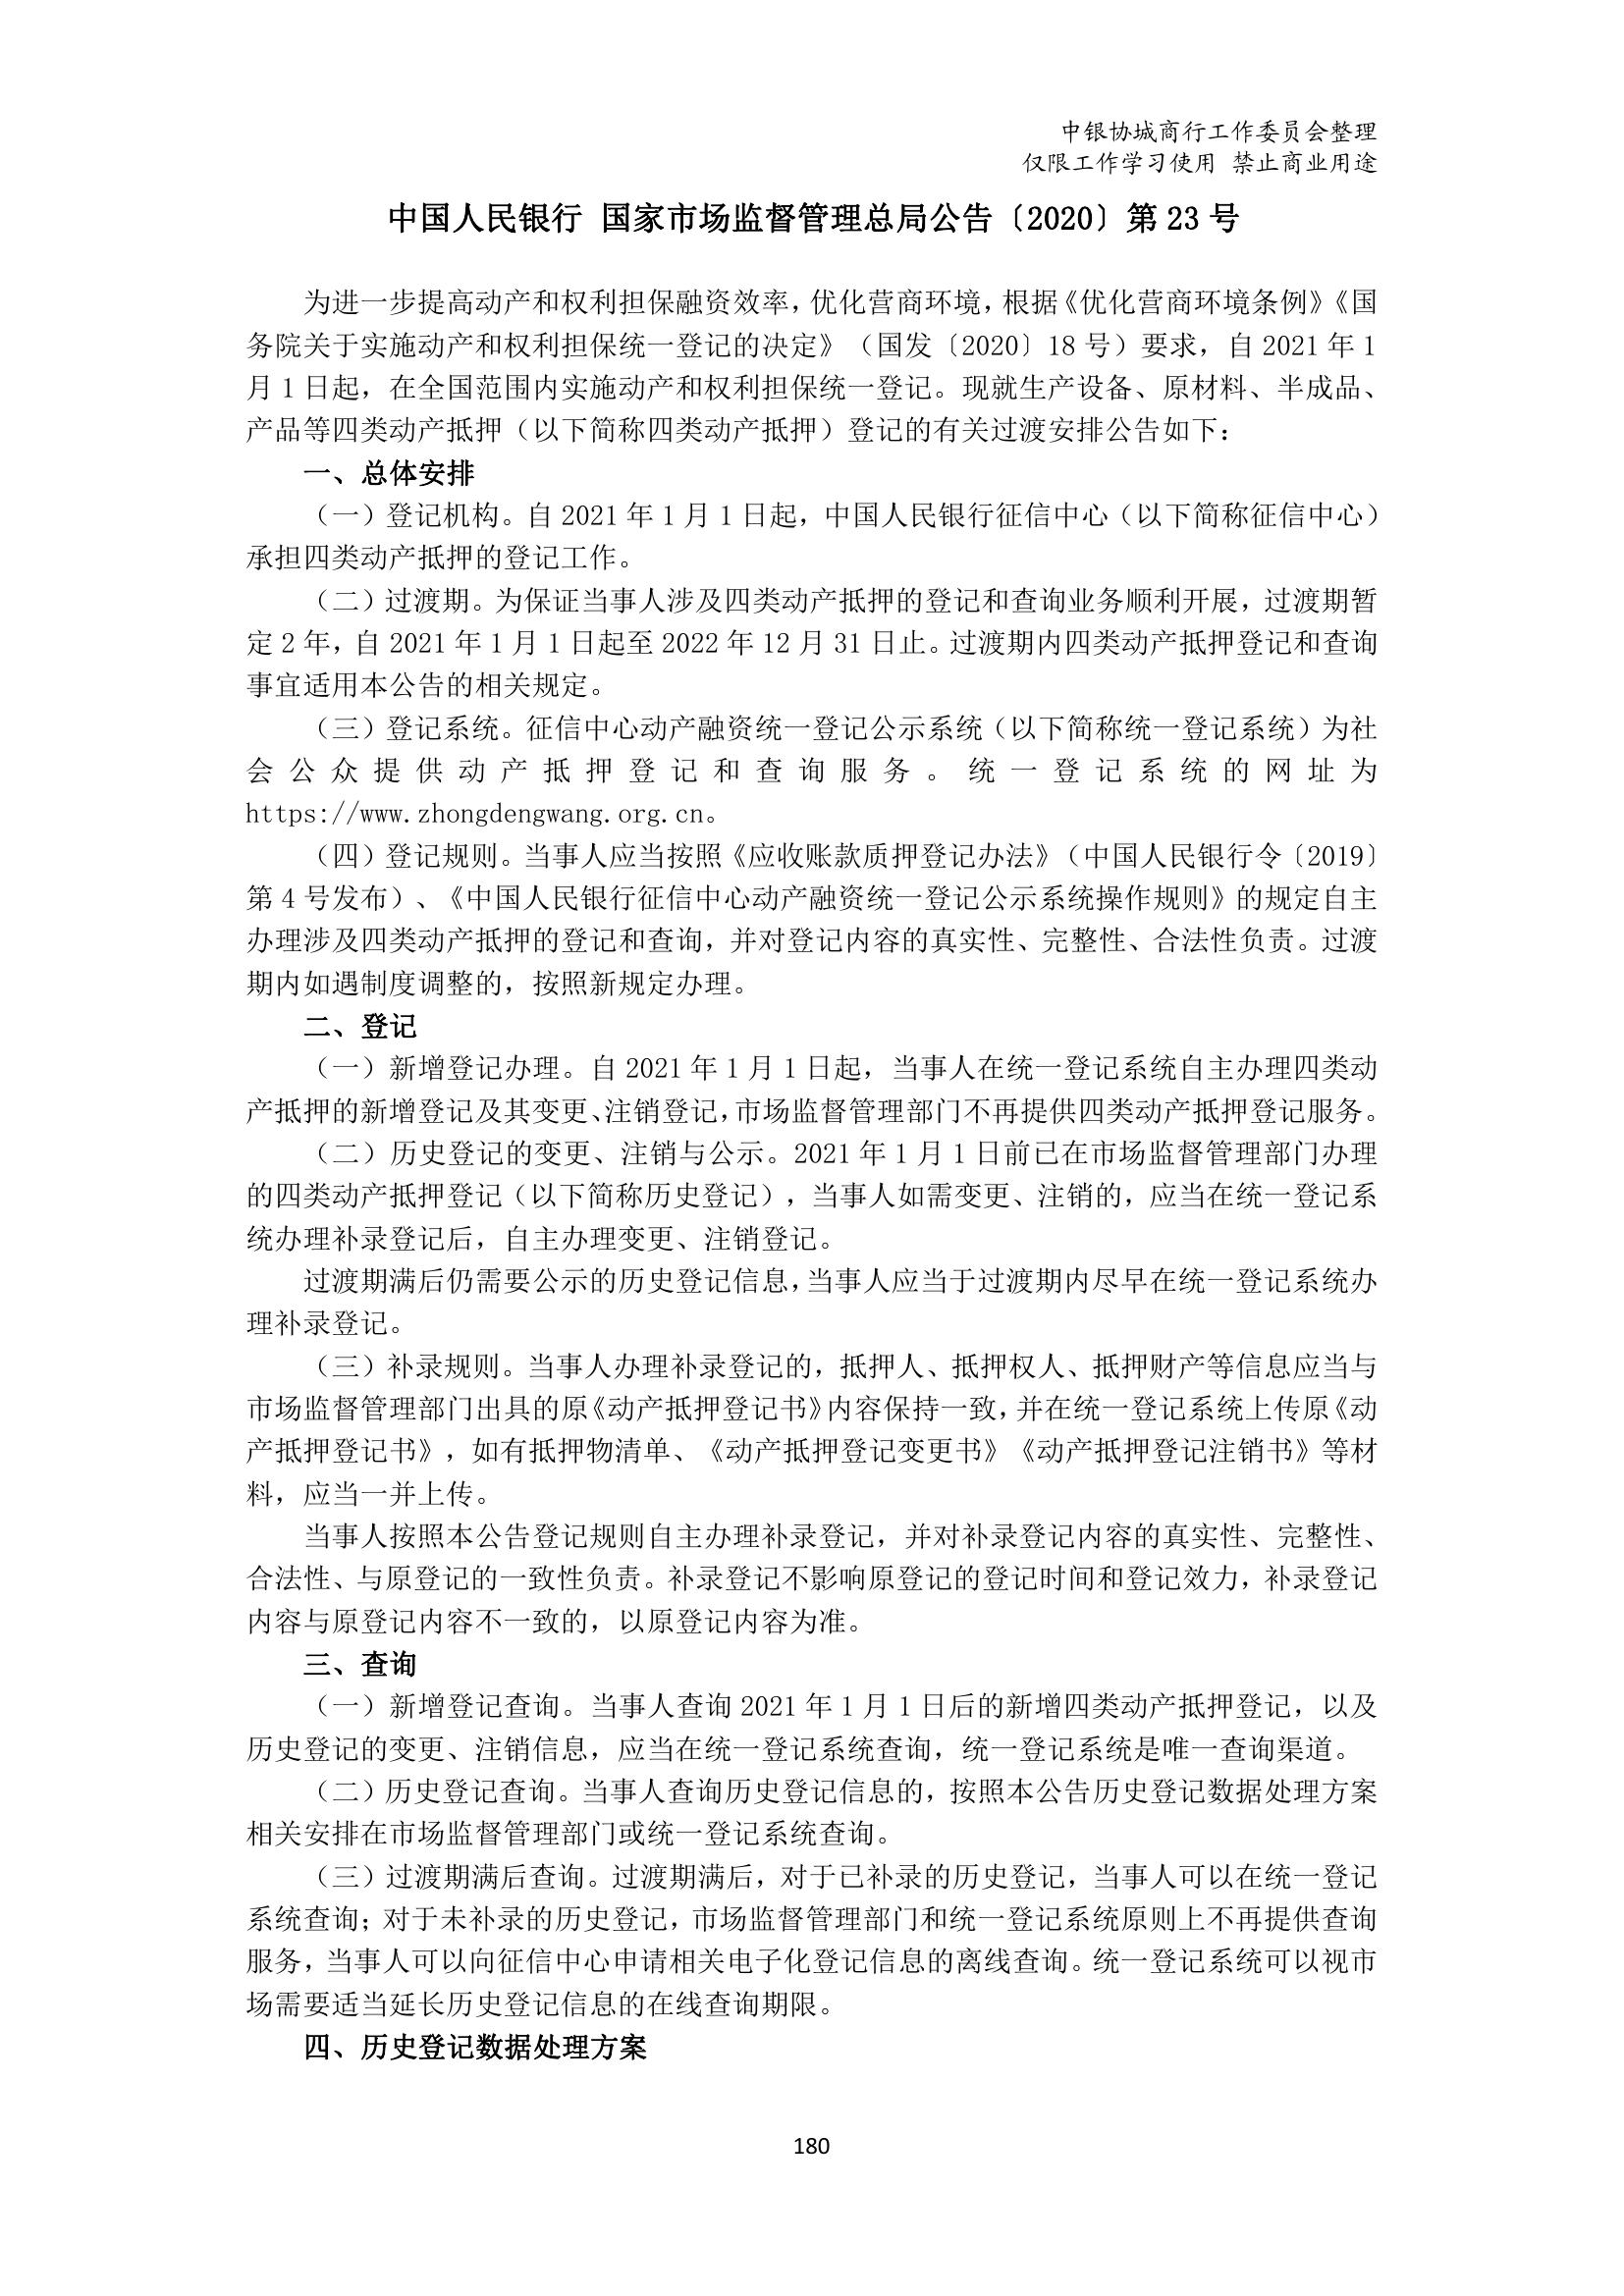 中银协城商行工作委员会整理
仅限工作学习使用 禁止商业用途
中国人民银行 国家市场监督管理总局公告〔2020〕第 23 号
为进一步提高动产和权利担保融资效率，优化营商环境，根据《优化营商环境条例》《国
务院关于实施动产和权利担保统一登记的决定》（国发〔2020〕18 号）要求，自 2021 年 1
月 1 日起，在全国范围内实施动产和权利担保统一登记。现就生产设备、原材料、半成品、
产品等四类动产抵押（以下简称四类动产抵押）登记的有关过渡安排公告如下：
一、总体安排
（一）登记机构。自 2021 年 1 月 1 日起，中国人民银行征信中心（以下简称征信中心）
承担四类动产抵押的登记工作。
（二）过渡期。为保证当事人涉及四类动产抵押的登记和查询业务顺利开展，过渡期暂
定 2 年，自 2021 年 1 月 1 日起至 2022 年 12 月 31 日止。过渡期内四类动产抵押登记和查询
事宜适用本公告的相关规定。
（三）登记系统。征信中心动产融资统一登记公示系统（以下简称统一登记系统）为社
会公众提供动产抵押登记和查询服务。统一登记系统的网址为
https://www.zhongdengwang.org.cn。
（四）登记规则。当事人应当按照《应收账款质押登记办法》（中国人民银行令〔2019〕
第 4 号发布）、《中国人民银行征信中心动产融资统一登记公示系统操作规则》的规定自主
办理涉及四类动产抵押的登记和查询，并对登记内容的真实性、完整性、合法性负责。过渡
期内如遇制度调整的，按照新规定办理。
二、登记
（一）新增登记办理。自 2021 年 1 月 1 日起，当事人在统一登记系统自主办理四类动
产抵押的新增登记及其变更、注销登记，市场监督管理部门不再提供四类动产抵押登记服务。
（二）历史登记的变更、注销与公示。2021 年 1 月 1 日前已在市场监督管理部门办理
的四类动产抵押登记（以下简称历史登记），当事人如需变更、注销的，应当在统一登记系
统办理补录登记后，自主办理变更、注销登记。
过渡期满后仍需要公示的历史登记信息，当事人应当于过渡期内尽早在统一登记系统办
理补录登记。
（三）补录规则。当事人办理补录登记的，抵押人、抵押权人、抵押财产等信息应当与
市场监督管理部门出具的原《动产抵押登记书》内容保持一致，并在统一登记系统上传原《动
产抵押登记书》，如有抵押物清单、《动产抵押登记变更书》《动产抵押登记注销书》等材
料，应当一并上传。
当事人按照本公告登记规则自主办理补录登记，并对补录登记内容的真实性、完整性、
合法性、与原登记的一致性负责。补录登记不影响原登记的登记时间和登记效力，补录登记
内容与原登记内容不一致的，以原登记内容为准。
三、查询
（一）新增登记查询。当事人查询 2021 年 1 月 1 日后的新增四类动产抵押登记，以及
历史登记的变更、注销信息，应当在统一登记系统查询，统一登记系统是唯一查询渠道。
（二）历史登记查询。当事人查询历史登记信息的，按照本公告历史登记数据处理方案
相关安排在市场监督管理部门或统一登记系统查询。
（三）过渡期满后查询。过渡期满后，对于已补录的历史登记，当事人可以在统一登记
系统查询；对于未补录的历史登记，市场监督管理部门和统一登记系统原则上不再提供查询
服务，当事人可以向征信中心申请相关电子化登记信息的离线查询。统一登记系统可以视市
场需要适当延长历史登记信息的在线查询期限。
四、历史登记数据处理方案
180